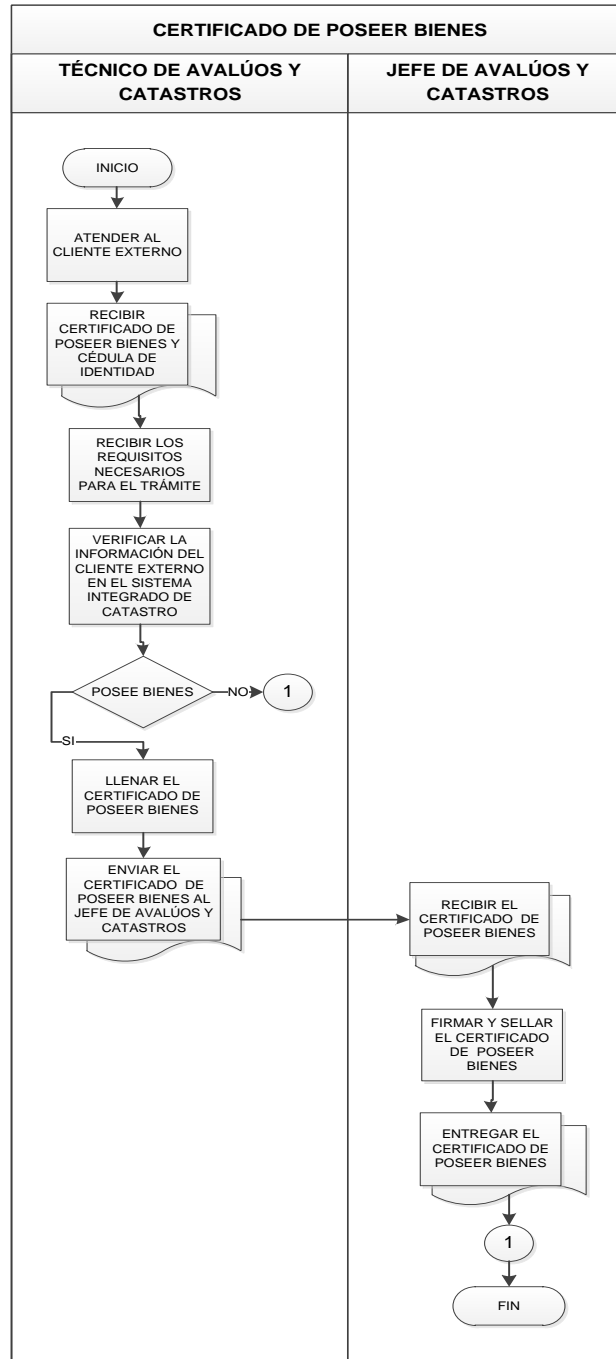 CERTIFICADO DE POSEER BIENES
TÉCNICO DE AVALÚOS Y
CATASTROS
JEFE DE AVALÚOS Y
CATASTROS
INICIO
ATENDER AL
CLIENTE EXTERNO
RECIBIR
CERTIFICADO DE
POSEER BIENES Y
CÉDULA DE
IDENTIDAD
RECIBIR LOS
REQUISITOS
NECESARIOS
PARA EL TRÁMITE
VERIFICAR LA
INFORMACIÓN DEL
CLIENTE EXTERNO
EN EL SISTEMA
INTEGRADO DE
CATASTRO
POSEE BIENES
NO
1
SI
LLENAR EL
CERTIFICADO DE
POSEER BIENES
ENVIAR EL
CERTIFICADO DE
POSEER BIENES AL
JEFE DE AVALÚOS Y
CATASTROS
RECIBIR EL
CERTIFICADO DE
POSEER BIENES
FIRMAR Y SELLAR
EL CERTIFICADO
DE POSEER
BIENES
ENTREGAR EL
CERTIFICADO DE
POSEER BIENES
1
FIN